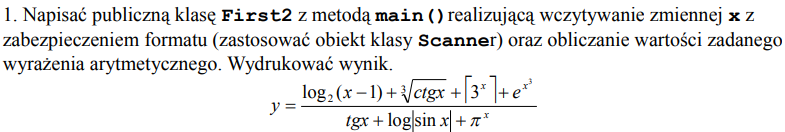 1. Napisać publiczną klasę First2 z metodą main() realizującą wczytywanie zmiennej x z
zabezpieczeniem formatu (zastosować obiekt klasy Scanner) oraz obliczanie wartości zadanego
wyrażenia arytmetycznego. Wydrukować wynik.
y = \frac{\log_2(x-1)+\sqrt[3]{ctgx}+\lceil 3^x \rceil+e^{x^3}}{tgx+\log|\sin x|+\pi^x}